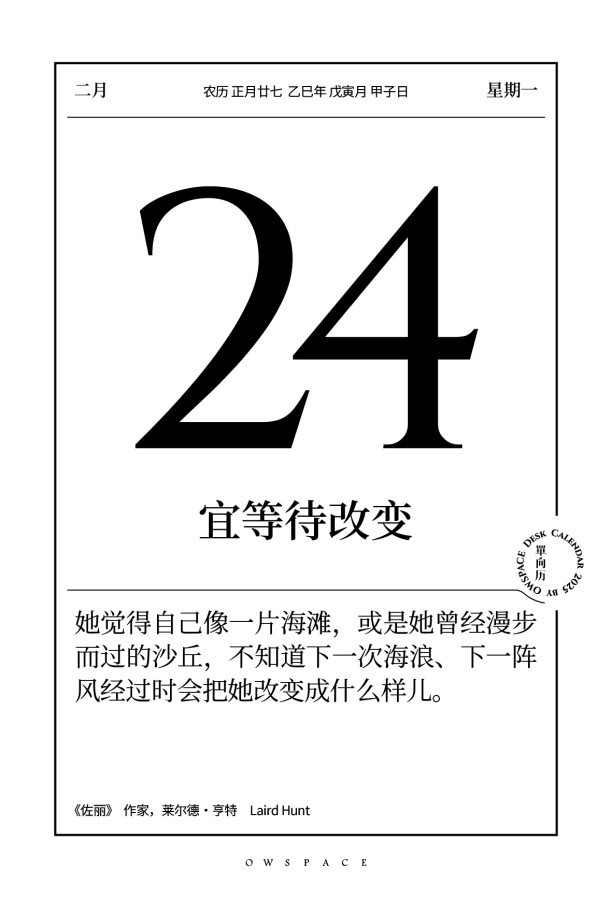 二月
农历 正月廿七 乙巳年 戊寅月 甲子日
星期一
24
宜等待改变
單向历
OWSPACE DESK CALENDAR 2025 BY
她觉得自己像一片海滩，或是她曾经漫步
而过的沙丘，不知道下一次海浪、下一阵
风经过时会把她改变成什么样儿。
《佐丽》 作家，莱尔德·亨特 Laird Hunt
OWSPACE